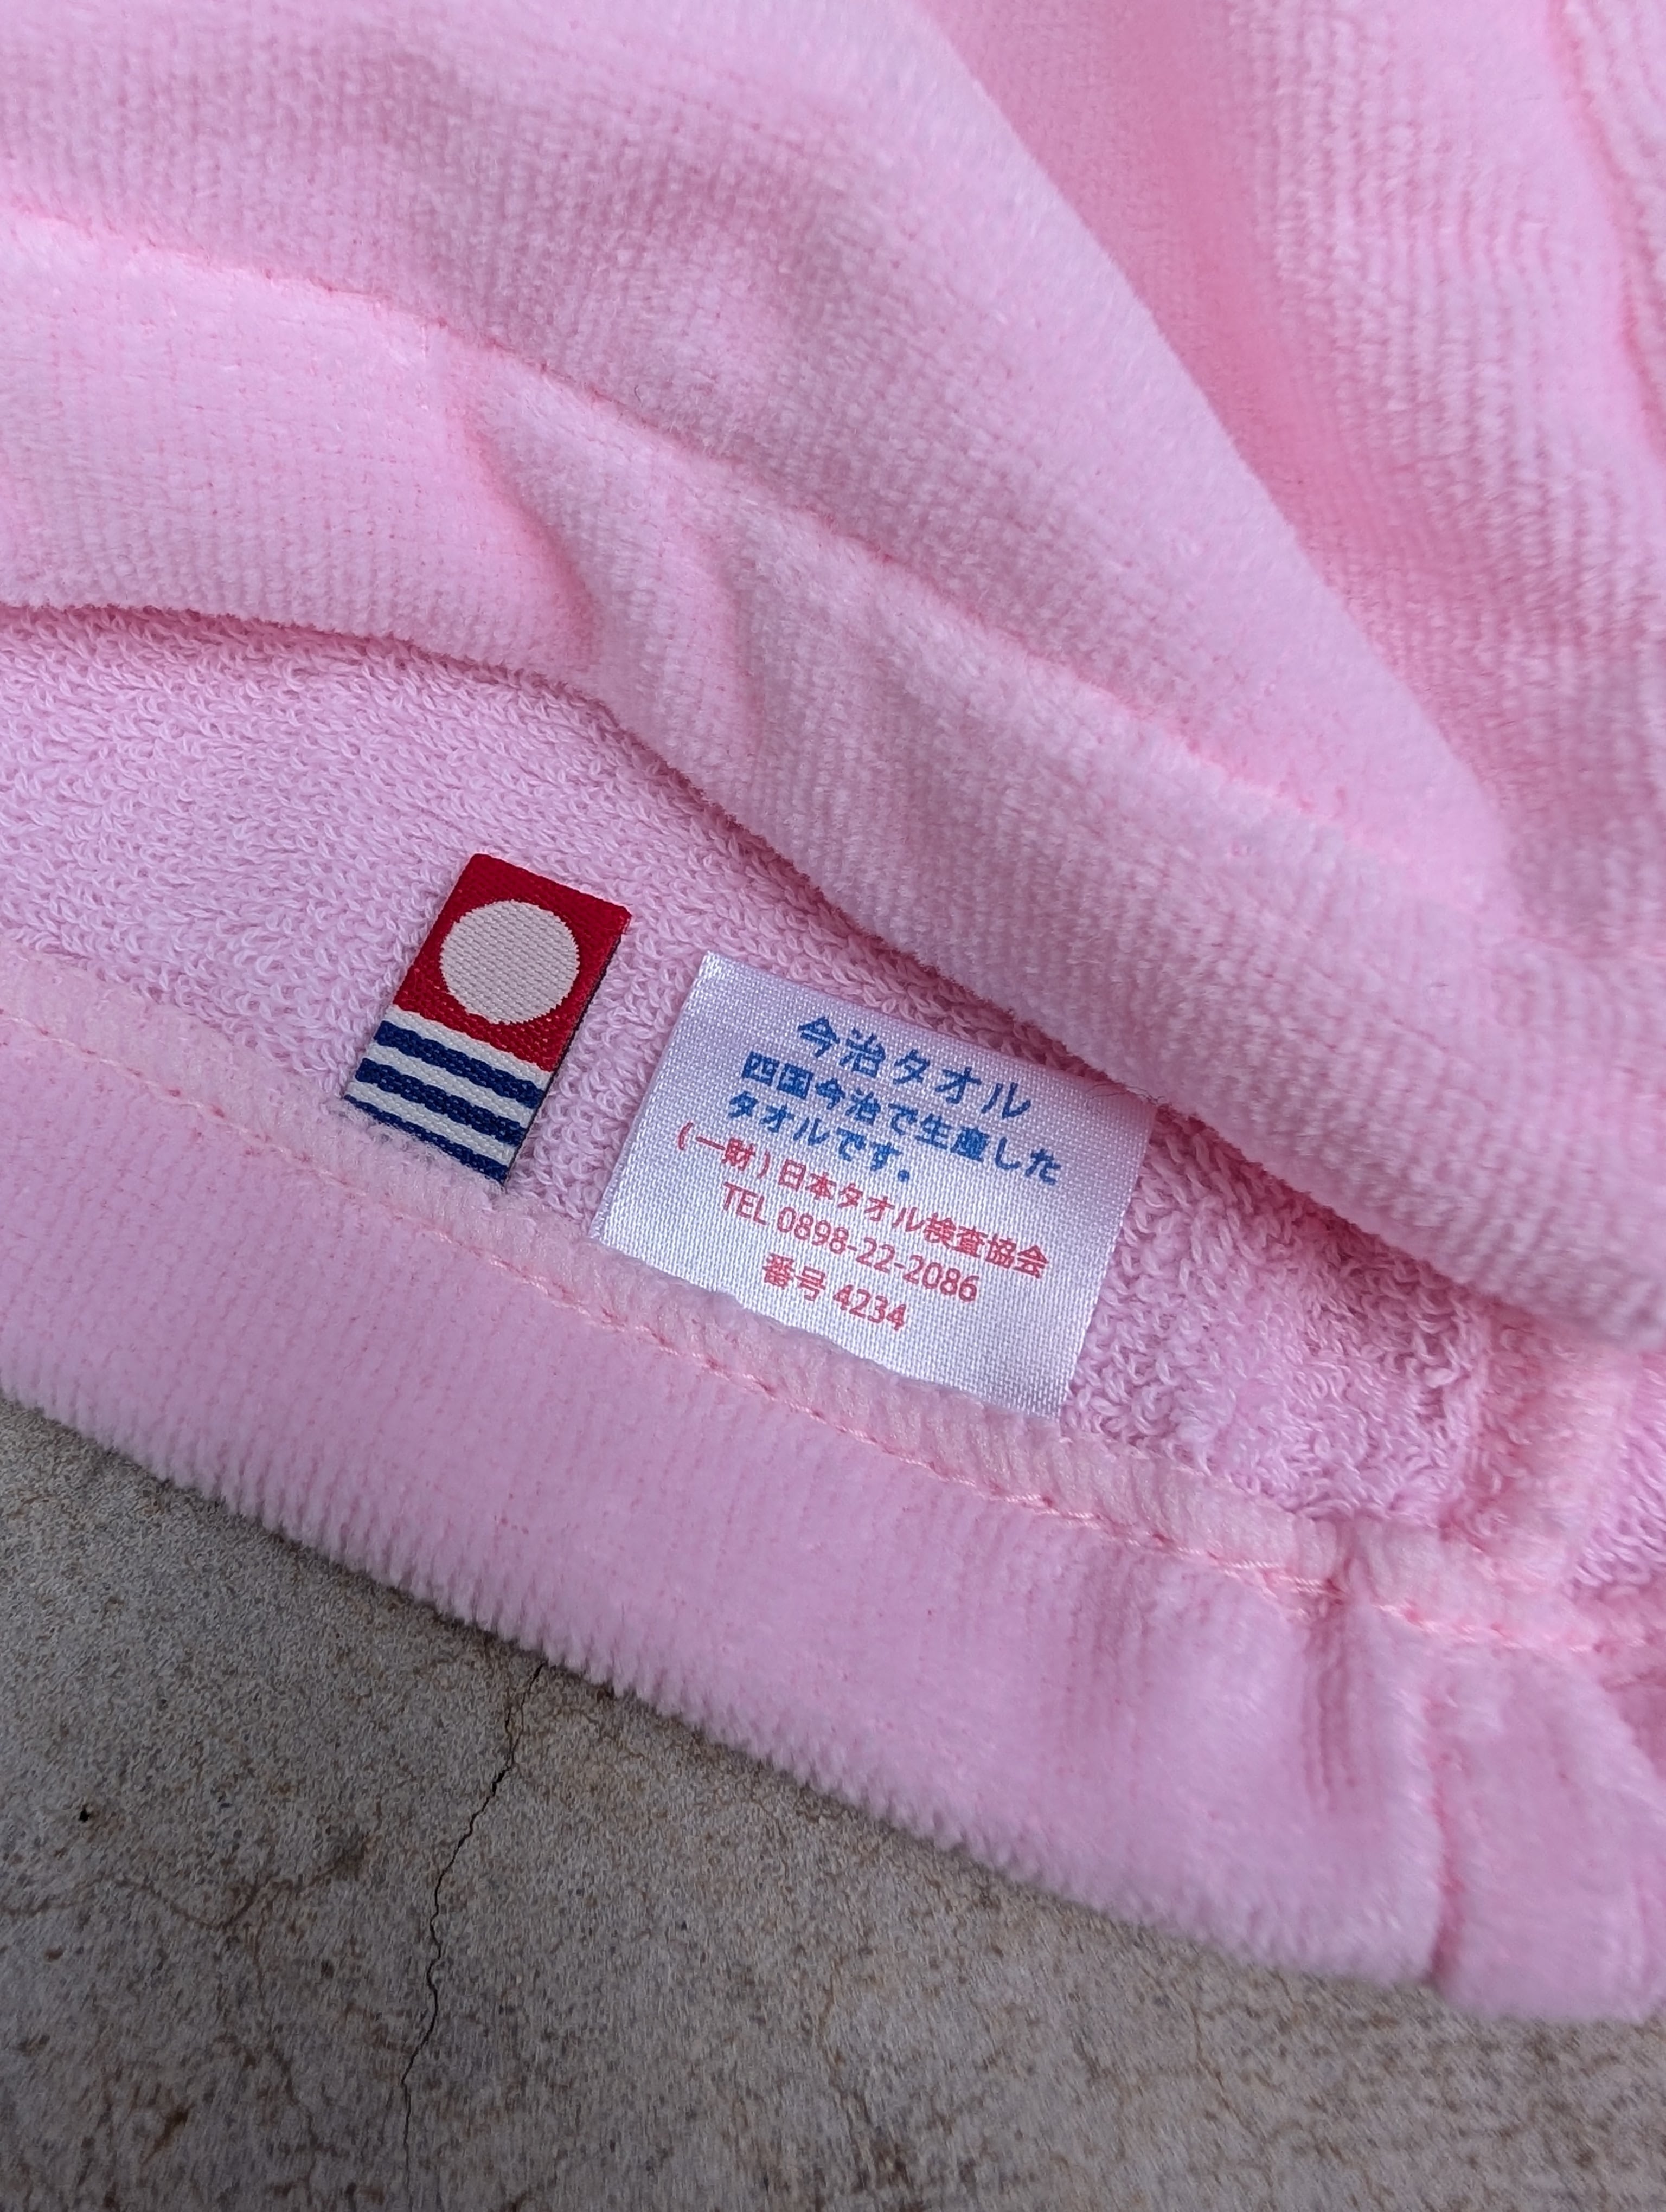 今治タオル
四国今治で生産した
タオルです。
(一財)日本タオル検査協会
TEL 0898-22-2086
番号 4234